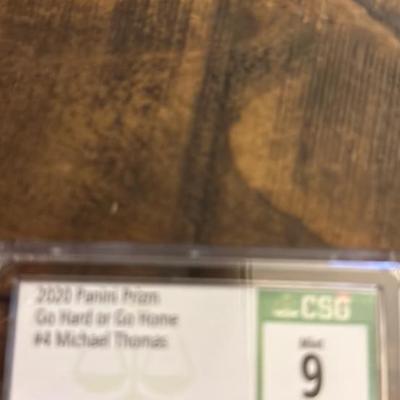 2020 Panini Prizm
Go Hard or Go Home
#4 Michael Thomas
CSG
Mint
9